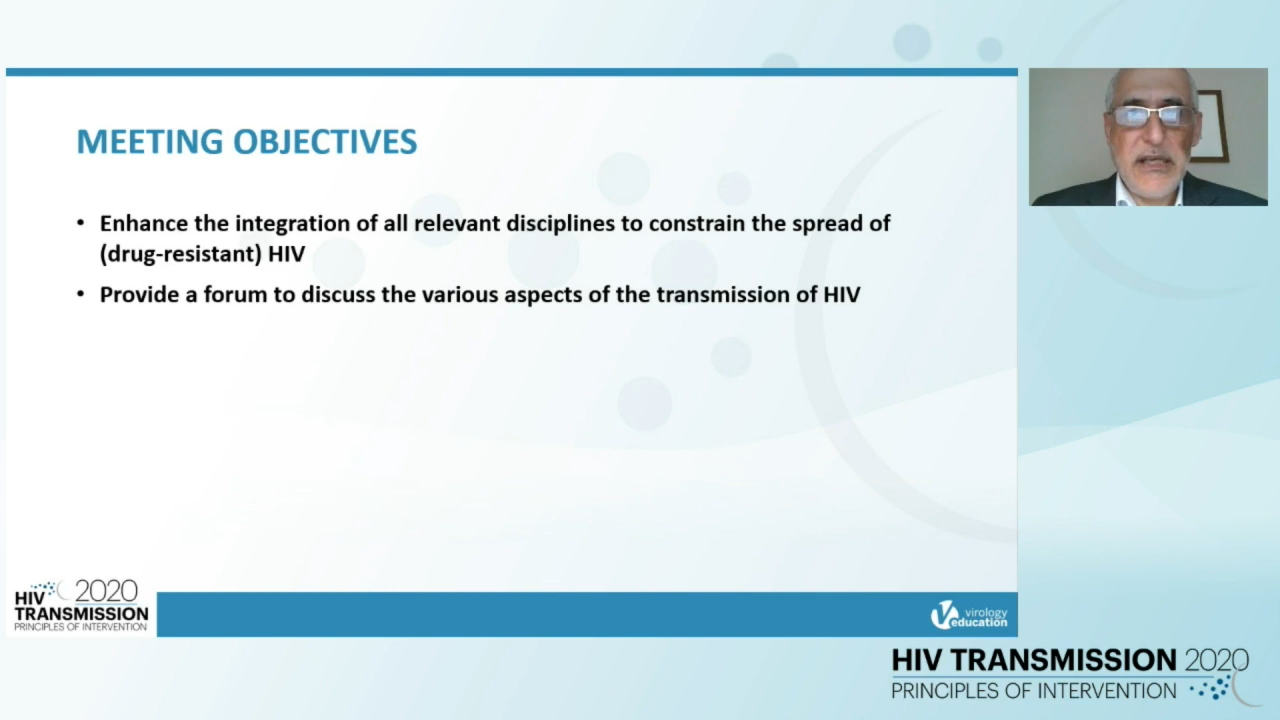 MEETING OBJECTIVES
• Enhance the integration of all relevant disciplines to constrain the spread of
(drug-resistant) HIV
• Provide a forum to discuss the various aspects of the transmission of HIV
HIV 2020
TRANSMISSION
PRINCIPLES OF INTERVENTION
virology
education
HIV TRANSMISSION 2020
PRINCIPLES OF INTERVENTION